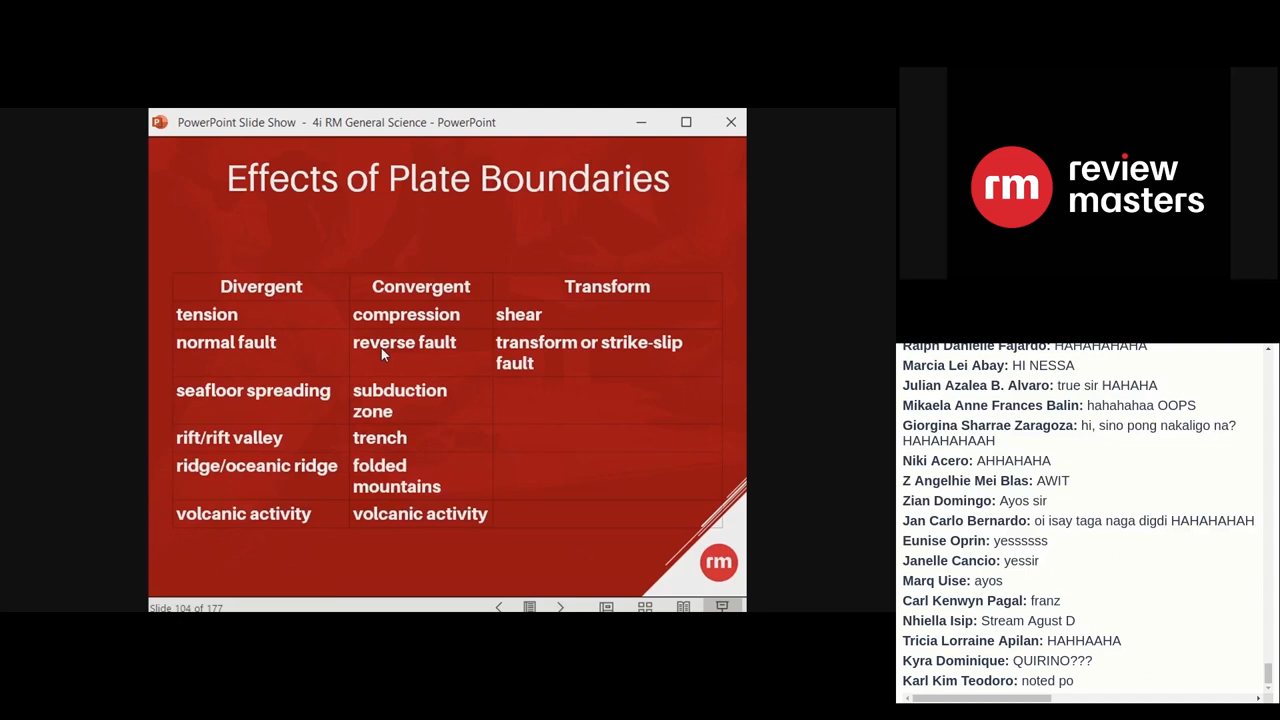 PowerPoint Slide Show - 4i RM General Science - PowerPoint
Effects of Plate Boundaries
Divergent Convergent Transform
tension compression shear
normal fault reverse fault transform or strike-slip
fault
seafloor spreading subduction
zone
rift/rift valley trench
ridge/oceanic ridge folded
mountains
volcanic activity volcanic activity
rm
Slide 104 of 177
rm review
masters
Ralph Danielle Fajardo: HAHAHAHAHA
Marcia Lei Abay: HI NESSA
Julian Azalea B. Alvaro: true sir HAHAHA
Mikaela Anne Frances Balin: hahahahaa OOPS
Giorgina Sharrae Zaragoza: hi, sino pong nakaligo na?
HAHAHAHAAH
Niki Acero: AHHAHAHA
Z Angelhie Mei Blas: AWIT
Zian Domingo: Ayos sir
Jan Carlo Bernardo: oi isay taga naga digdi HAHAHAHAH
Eunise Oprin: yessssss
Janelle Cancio: yessir
Marq Uise: ayos
Carl Kenwyn Pagal: franz
Nhiella Isip: Stream Agust D
Tricia Lorraine Apilan: HAHHAAHA
Kyra Dominique: QUIRINO???
Karl Kim Teodoro: noted po